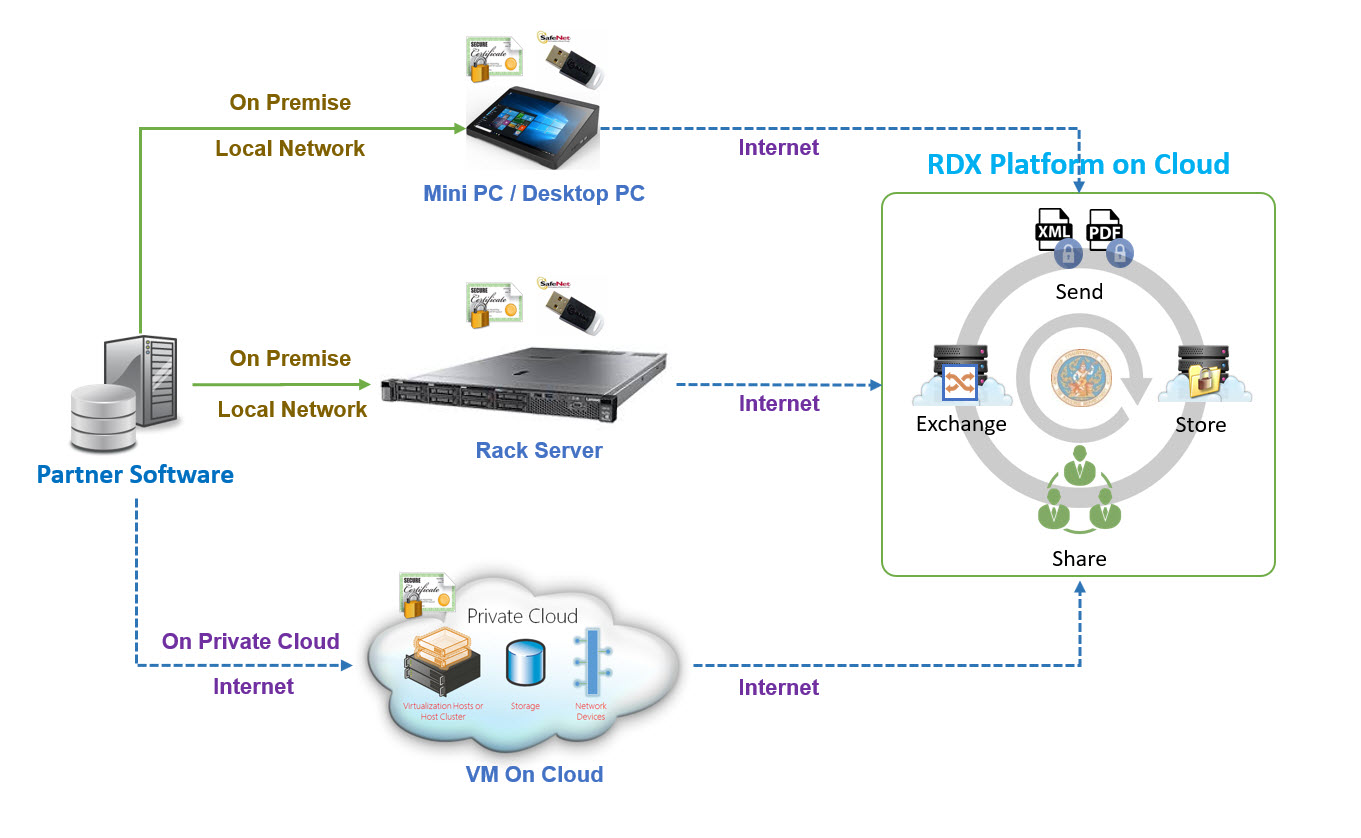 SECURE
Certificate
SafeNet
On Premise
Local Network
Internet
Mini PC / Desktop PC
RDX Platform on Cloud
XML
PDF
Send
SECURE
Certificate
SafeNet
On Premise
Local Network
Internet
Rack Server
Exchange
Store
Partner Software
Share
SECURE
Certificate
Private Cloud
On Private Cloud
Internet
Internet
Virtualization Hosts or
Host Cluster
Storage
Network
Devices
VM On Cloud